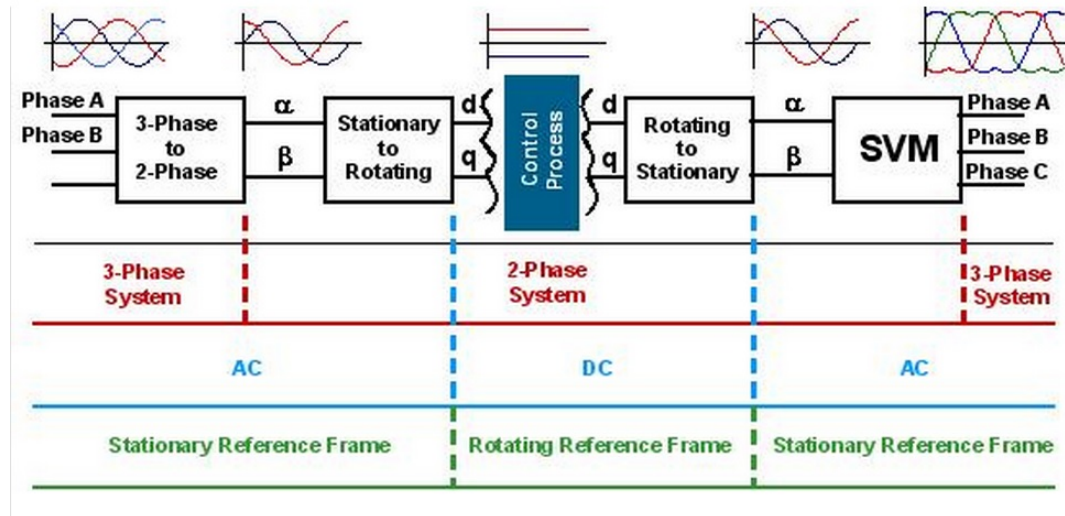 Phase A
Phase B
3-Phase
to
2-Phase
α
β
Stationary
to
Rotating
d
q
Control
Process
d
q
Rotating
to
Stationary
α
β
SVM
Phase A
Phase B
Phase C
3-Phase
System
2-Phase
System
3-Phase
System
AC
DC
AC
Stationary Reference Frame
Rotating Reference Frame
Stationary Reference Frame